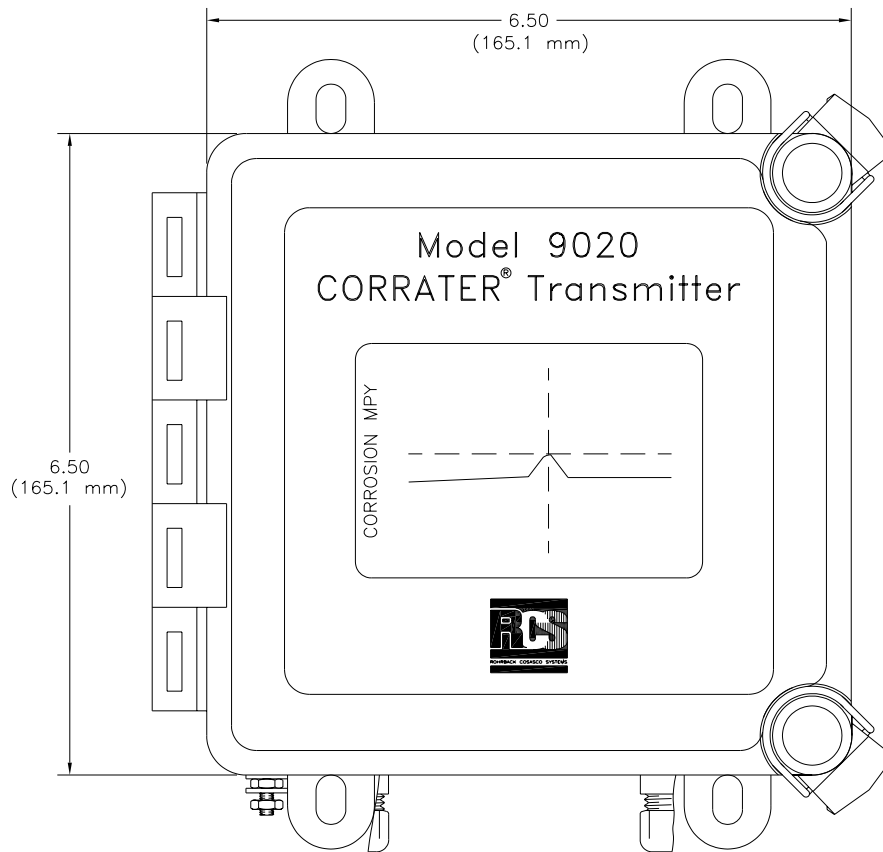 6.50
(165.1 mm)
Model 9020
CORRATER® Transmitter
CORROSION MPY
6.50
(165.1 mm)
RCS
ROHRBACK COSASCO SYSTEMS